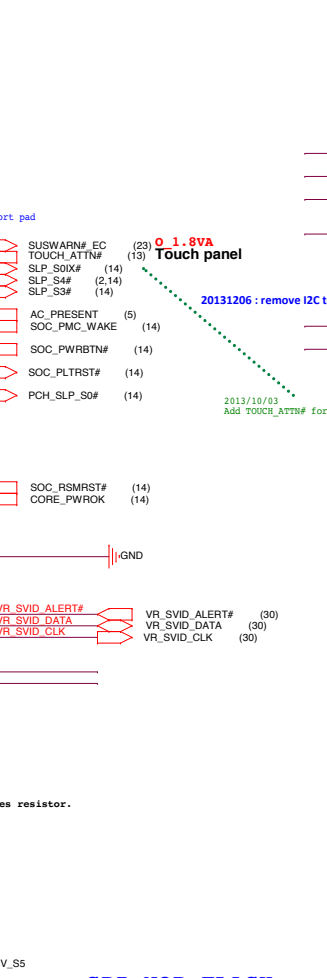 ort pad
SUSWARN#_EC (23) O_1.8VA
TOUCH_ATTN# (13) Touch panel
SLP_S0IX# (14)
SLP_S4# (2,14)
SLP_S3# (14)
20131206 : remove I2C t
AC_PRESENT (5)
SOC_PMC_WAKE (14)
SOC_PWRBTN# (14)
SOC_PLTRST# (14)
PCH_SLP_S0# (14)
2013/10/03
Add TOUCH_ATTN# for
SOC_RSMRST# (14)
CORE_PWROK (14)
GND
VR_SVID_ALERT# VR_SVID_ALERT# (30)
VR_SVID_DATA VR_SVID_DATA (30)
VR_SVID_CLK VR_SVID_CLK (30)
es resistor.
V_S5